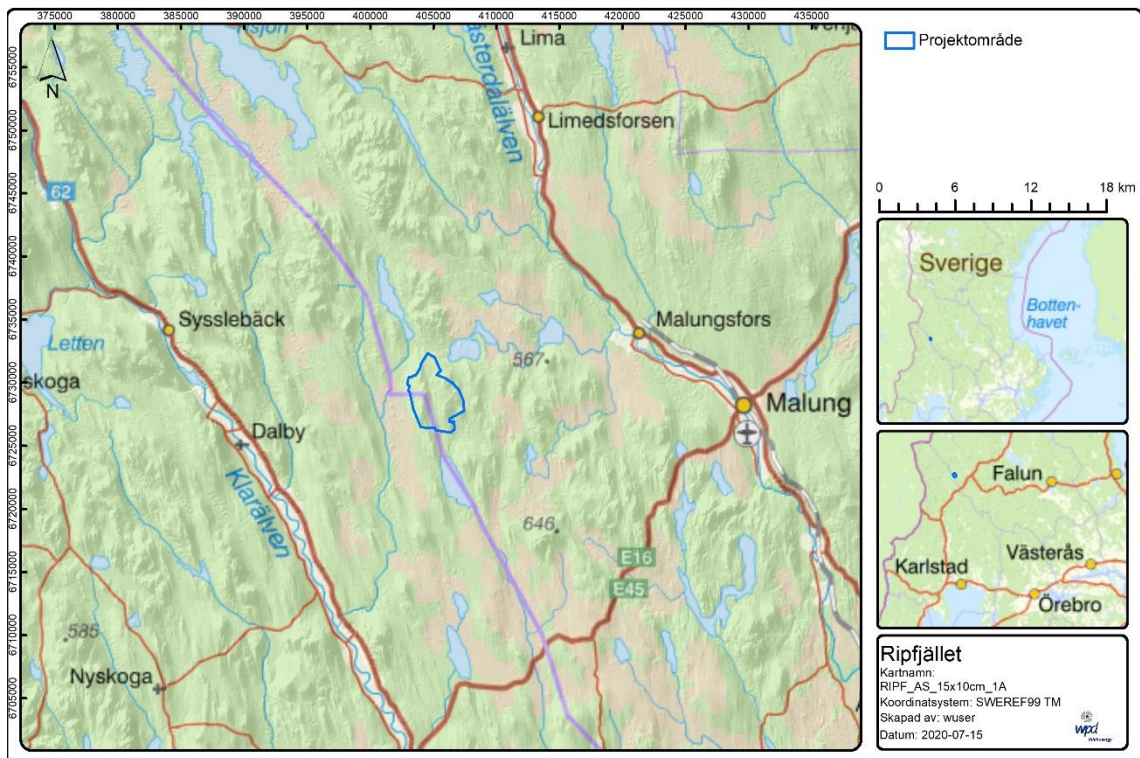 375000 380000 385000 390000 395000 400000 405000 410000 415000 420000 425000 430000 435000
6755000
6750000
6745000
6740000
6735000
6730000
6725000
6720000
6715000
6710000
6705000
N
Lima
Västerdalälven
Limedsforsen
62
Sysslebäck
Malungsfors
Letten
skoga
567
Malung
Dalby
Klarälven
646
E16
E45
585
Nyskoga
Projektområde
0 6 12 18 km
Sverige
Botten-
havet
Falun
Karlstad
Västerås
Örebro
Ripfjället
Kartnamn:
RIPF_AS_15x10cm_1A
Koordinatsystem: SWEREF99 TM
Skapad av: wuser
Datum: 2020-07-15
wpd